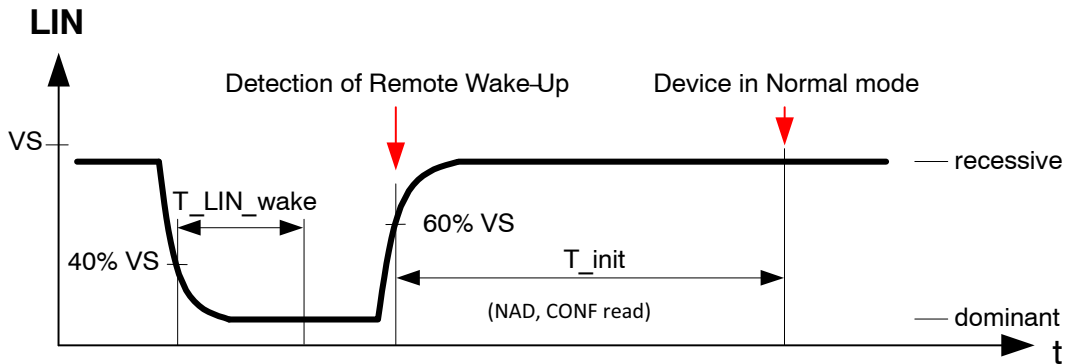 LIN
Detection of Remote Wake-Up
Device in Normal mode
VS
recessive
T_LIN_wake
60% VS
40% VS
T_init
(NAD, CONF read)
dominant
t